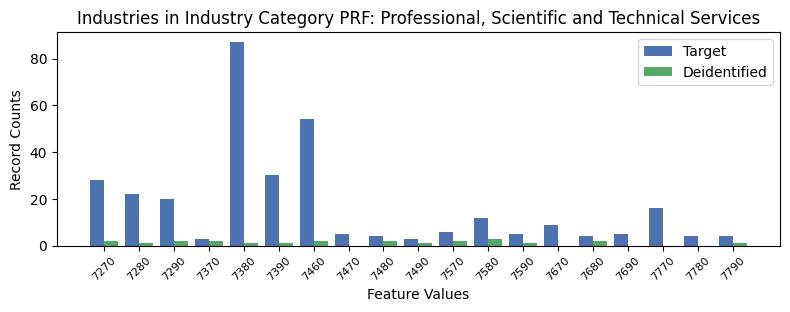 Industries in Industry Category PRF: Professional, Scientific and Technical Services
Target
Deidentified
Record Counts
80
60
40
20
0
7270 7280 7290 7370 7380 7390 7460 7470 7480 7490 7570 7580 7590 7670 7680 7690 7770 7780 7790
Feature Values